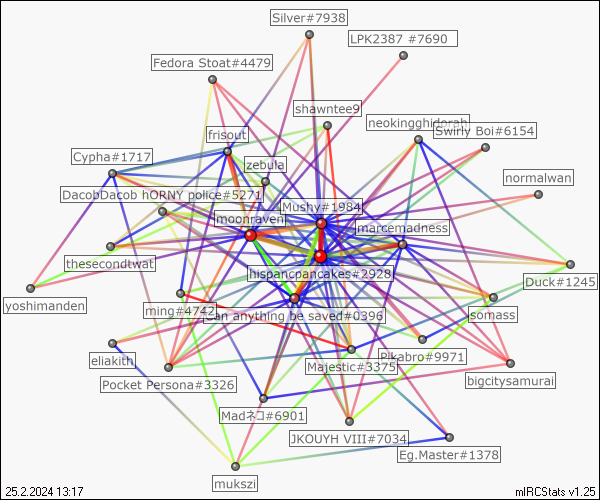 Silver#7938
LPK2387 #7690
Fedora Stoat#4479
shawntee9
neokingghidorah
Swirly Boi#6154
frisout
Cypha#1717
zebula
normalwan
DacobDacob hORNY police#5271
Mushy#1984
moonraven
marcemadness
thesecondtwat
hispancpancakes#2928
Duck#1245
yoshimanden
ming#4742
Can anything be saved#0396
isomass
eliakith
Majestic#3375
Pikabro#9971
Pocket Persona#3326
bigcitysamurai
Madネコ#6901
JKOUYH VIII#7034
Eg.Master#1378
mukszi
25.2.2024 13:17
mIRCStats v1.25